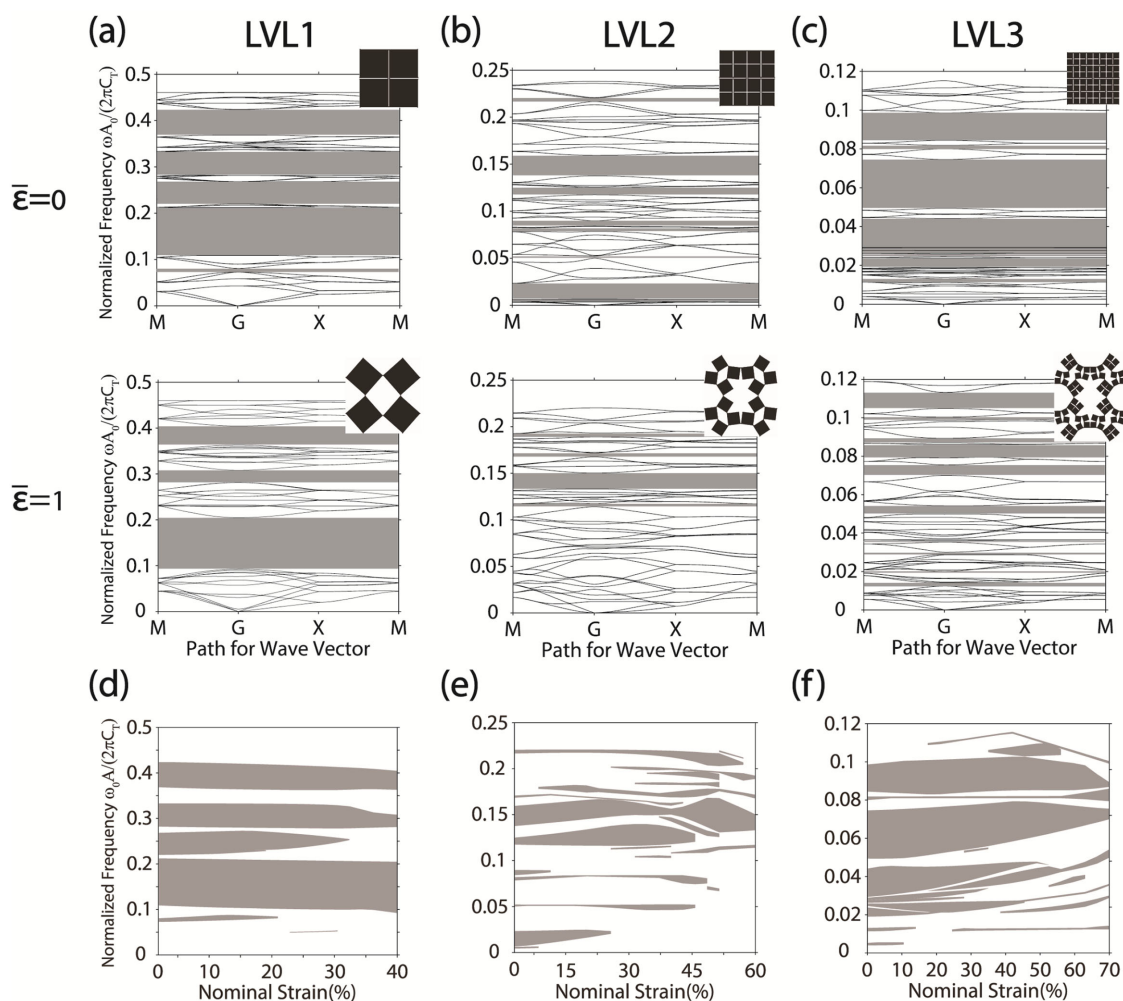 (a) LVL1
(b) LVL2
(c) LVL3
ε̄=0
Normalized Frequency ωA₀/(2πC_T)
0.5
0.4
0.3
0.2
0.1
0
M G X M
0.25
0.2
0.15
0.1
0.05
0
M G X M
0.12
0.1
0.08
0.06
0.04
0.02
0
M G X M
ε̄=1
Normalized Frequency ωA₀/(2πC_T)
0.5
0.4
0.3
0.2
0.1
0
M G X M
Path for Wave Vector
0.25
0.2
0.15
0.1
0.05
0
M G X M
Path for Wave Vector
0.12
0.1
0.08
0.06
0.04
0.02
0
M G X M
Path for Wave Vector
(d)
Normalized Frequency ω₀A/(2πC_T)
0.5
0.4
0.3
0.2
0.1
0
0 10 20 30 40
Nominal Strain(%)
(e)
0.25
0.2
0.15
0.1
0.05
0
0 15 30 45 60
Nominal Strain(%)
(f)
0.12
0.1
0.08
0.06
0.04
0.02
0
0 10 20 30 40 50 60 70
Nominal Strain(%)